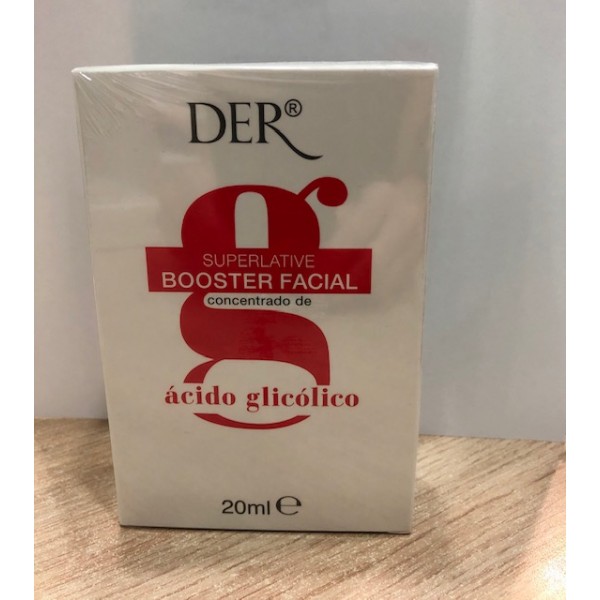 DER®
g
SUPERLATIVE
BOOSTER FACIAL
concentrado de
ácido glicólico
20ml ℮